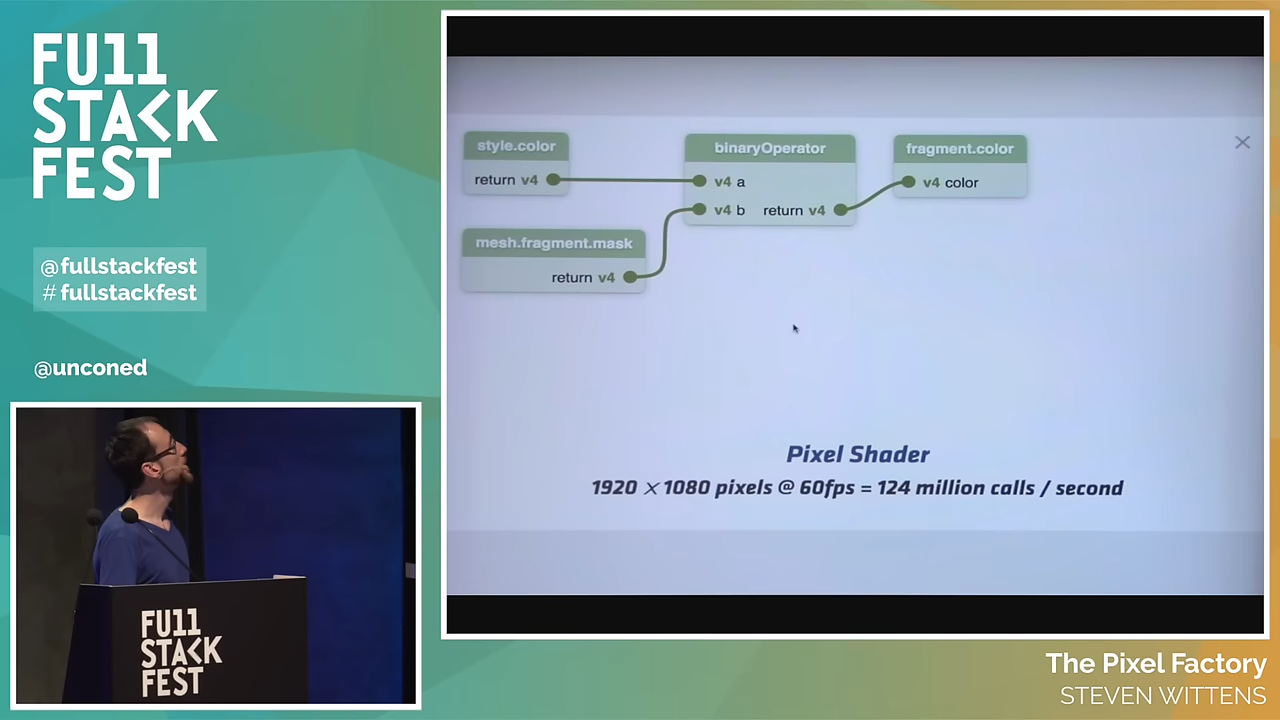 FU11
STACK
FEST
@fullstackfest
# fullstackfest
@unconed
FU11
STACK
FEST
style.color
return v4
mesh.fragment.mask
return v4
binaryOperator
v4 a
v4 b return v4
fragment.color
v4 color
Pixel Shader
1920 × 1080 pixels @ 60fps = 124 million calls / second
The Pixel Factory
STEVEN WITTENS